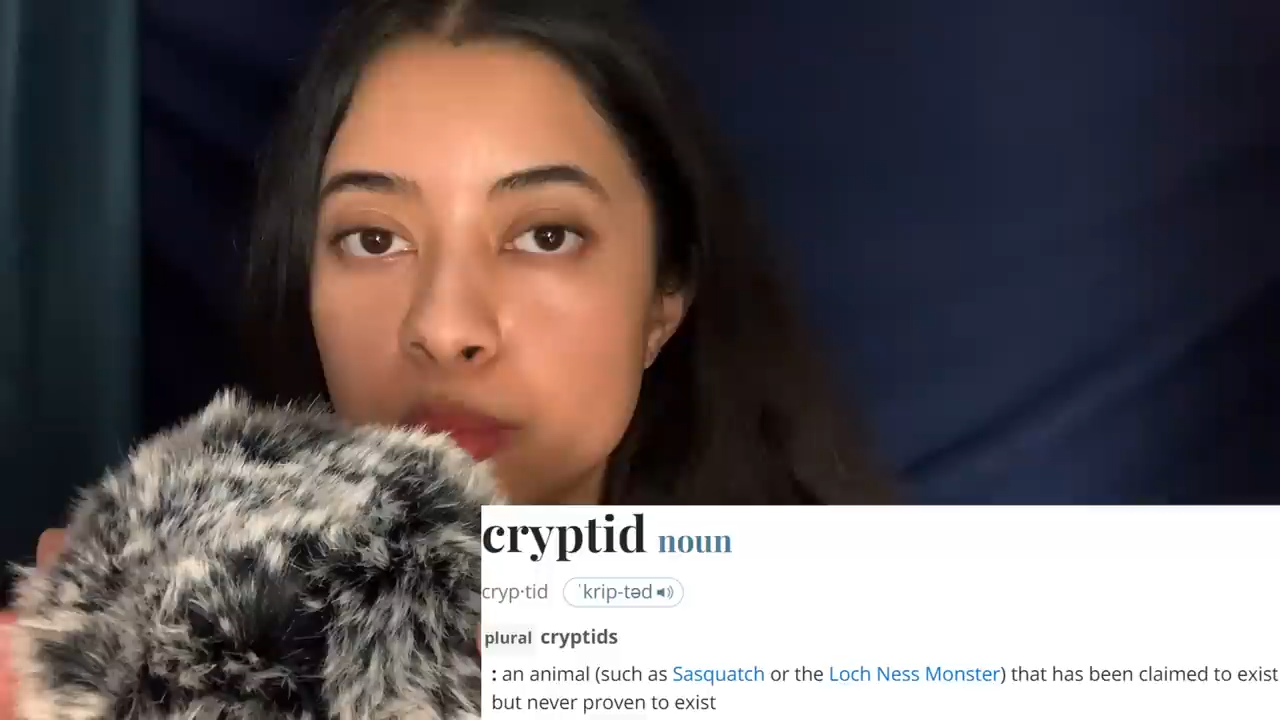 cryptid noun
cryp·tid ˈkrip-təd
plural cryptids
: an animal (such as Sasquatch or the Loch Ness Monster) that has been claimed to exist
but never proven to exist